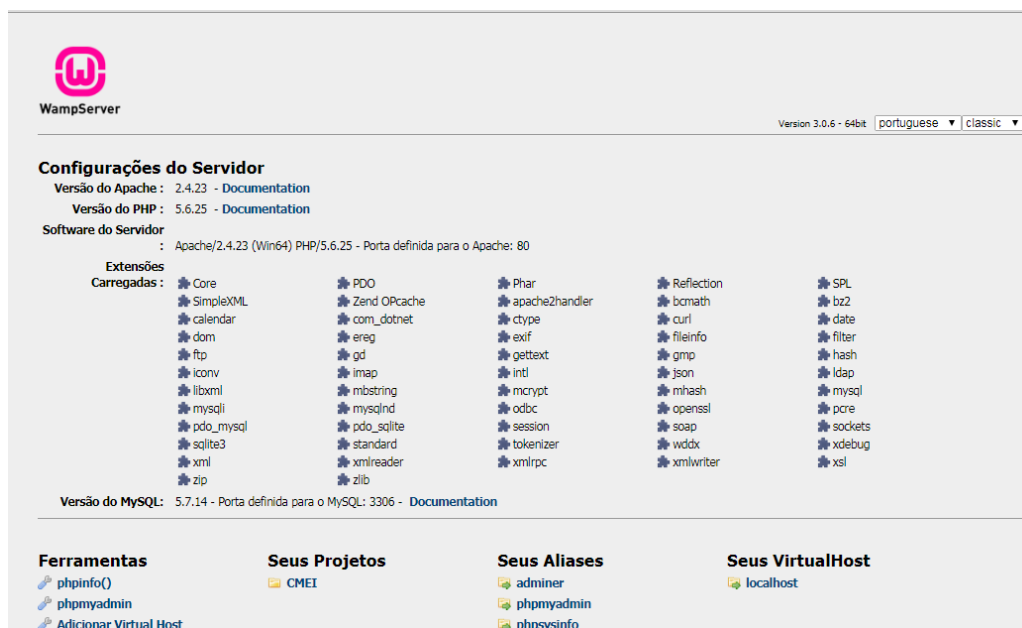 WampServer
Version 3.0.6 - 64bit portuguese classic
Configurações do Servidor
Versão do Apache : 2.4.23 - Documentation
Versão do PHP : 5.6.25 - Documentation
Software do Servidor
: Apache/2.4.23 (Win64) PHP/5.6.25 - Porta definida para o Apache: 80
Extensões
Carregadas : Core PDO Phar Reflection SPL
SimpleXML Zend OPcache apache2handler bcmath bz2
calendar com_dotnet ctype curl date
dom ereg exif fileinfo filter
ftp gd gettext gmp hash
iconv imap intl json ldap
libxml mbstring mcrypt mhash mysql
mysqli mysqlnd odbc openssl pcre
pdo_mysql pdo_sqlite session soap sockets
sqlite3 standard tokenizer wddx xdebug
xml xmlreader xmlrpc xmlwriter xsl
zip zlib
Versão do MySQL: 5.7.14 - Porta definida para o MySQL: 3306 - Documentation
Ferramentas Seus Projetos Seus Aliases Seus VirtualHost
phpinfo() CMEI adminer localhost
phpmyadmin phpmyadmin
Adicionar Virtual Host phpsysinfo